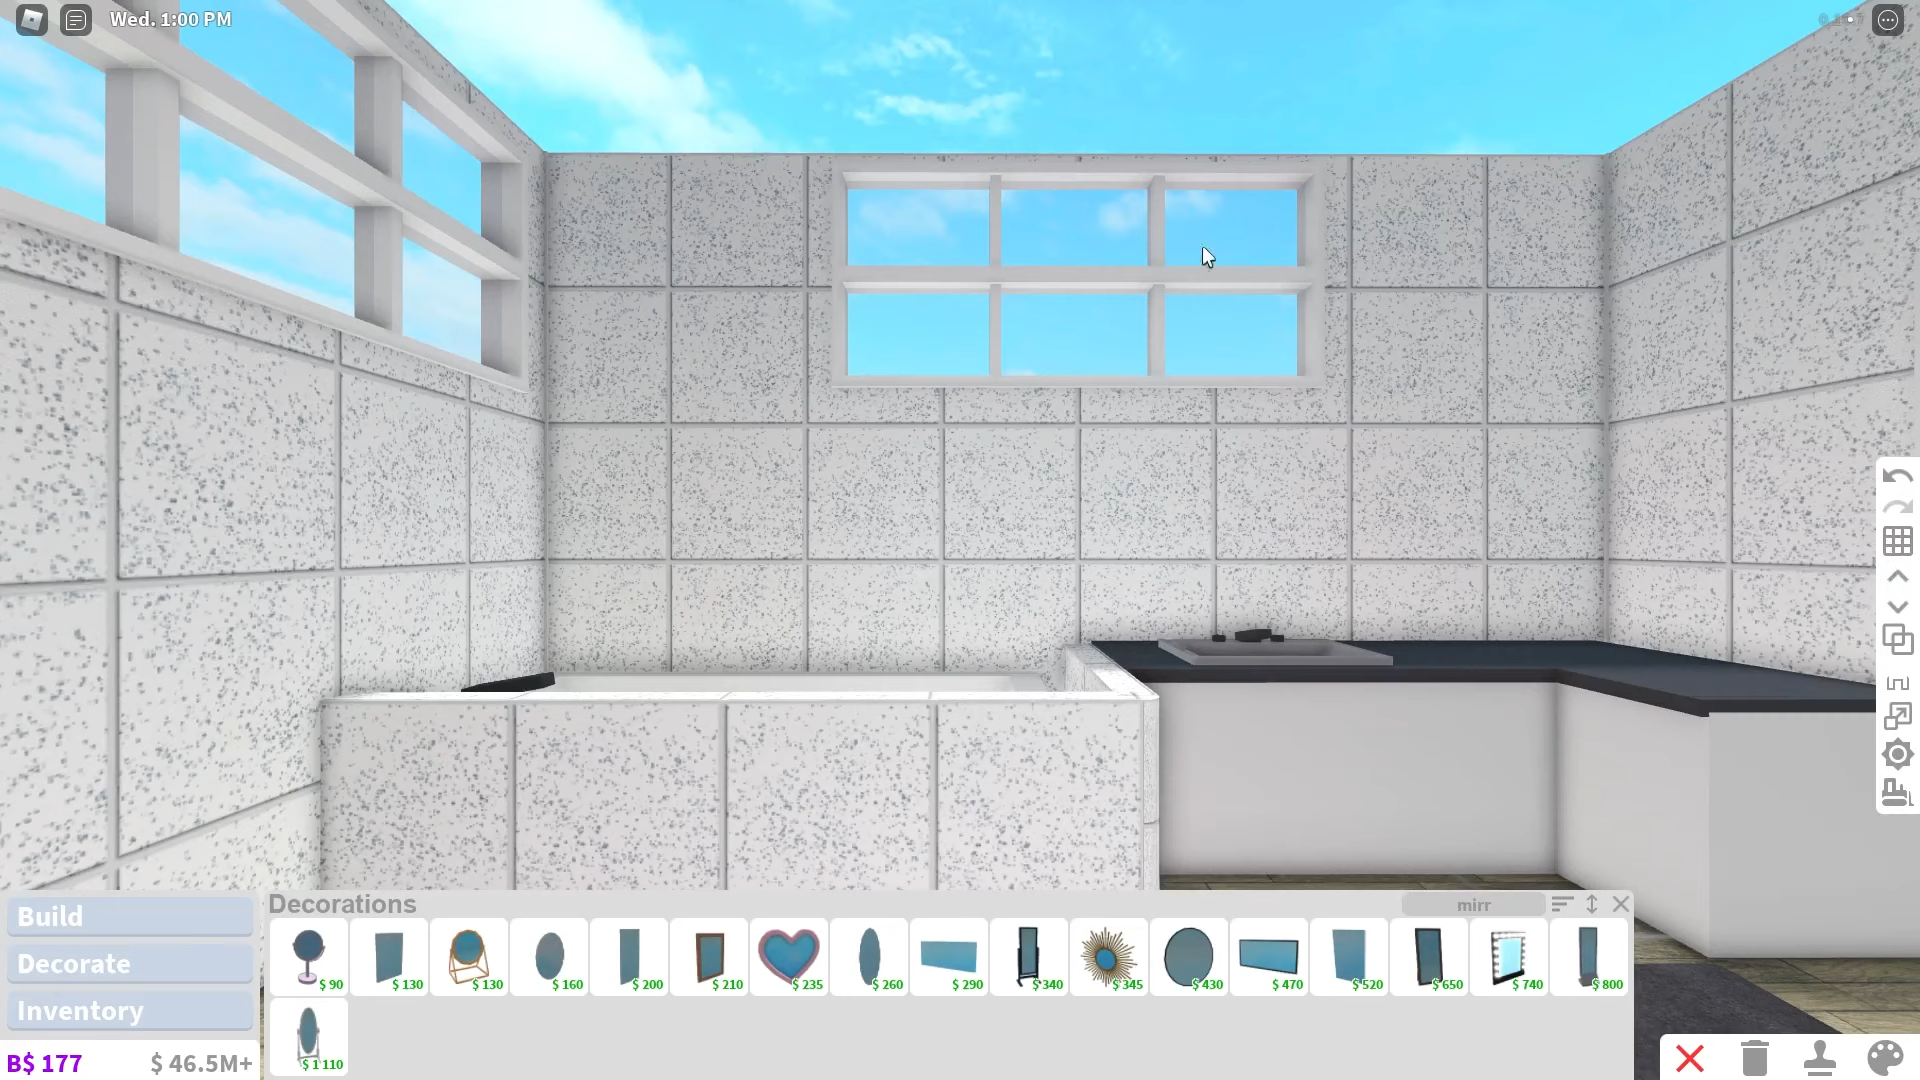 Wed. 1:00 PM
Build
Decorate
Inventory
B$ 177
$ 46.5M+
Decorations
mirr
$ 90
$ 130
$ 130
$ 160
$ 200
$ 210
$ 235
$ 260
$ 290
$ 340
$ 345
$ 430
$ 470
$ 520
$ 650
$ 740
$ 800
$ 1 110